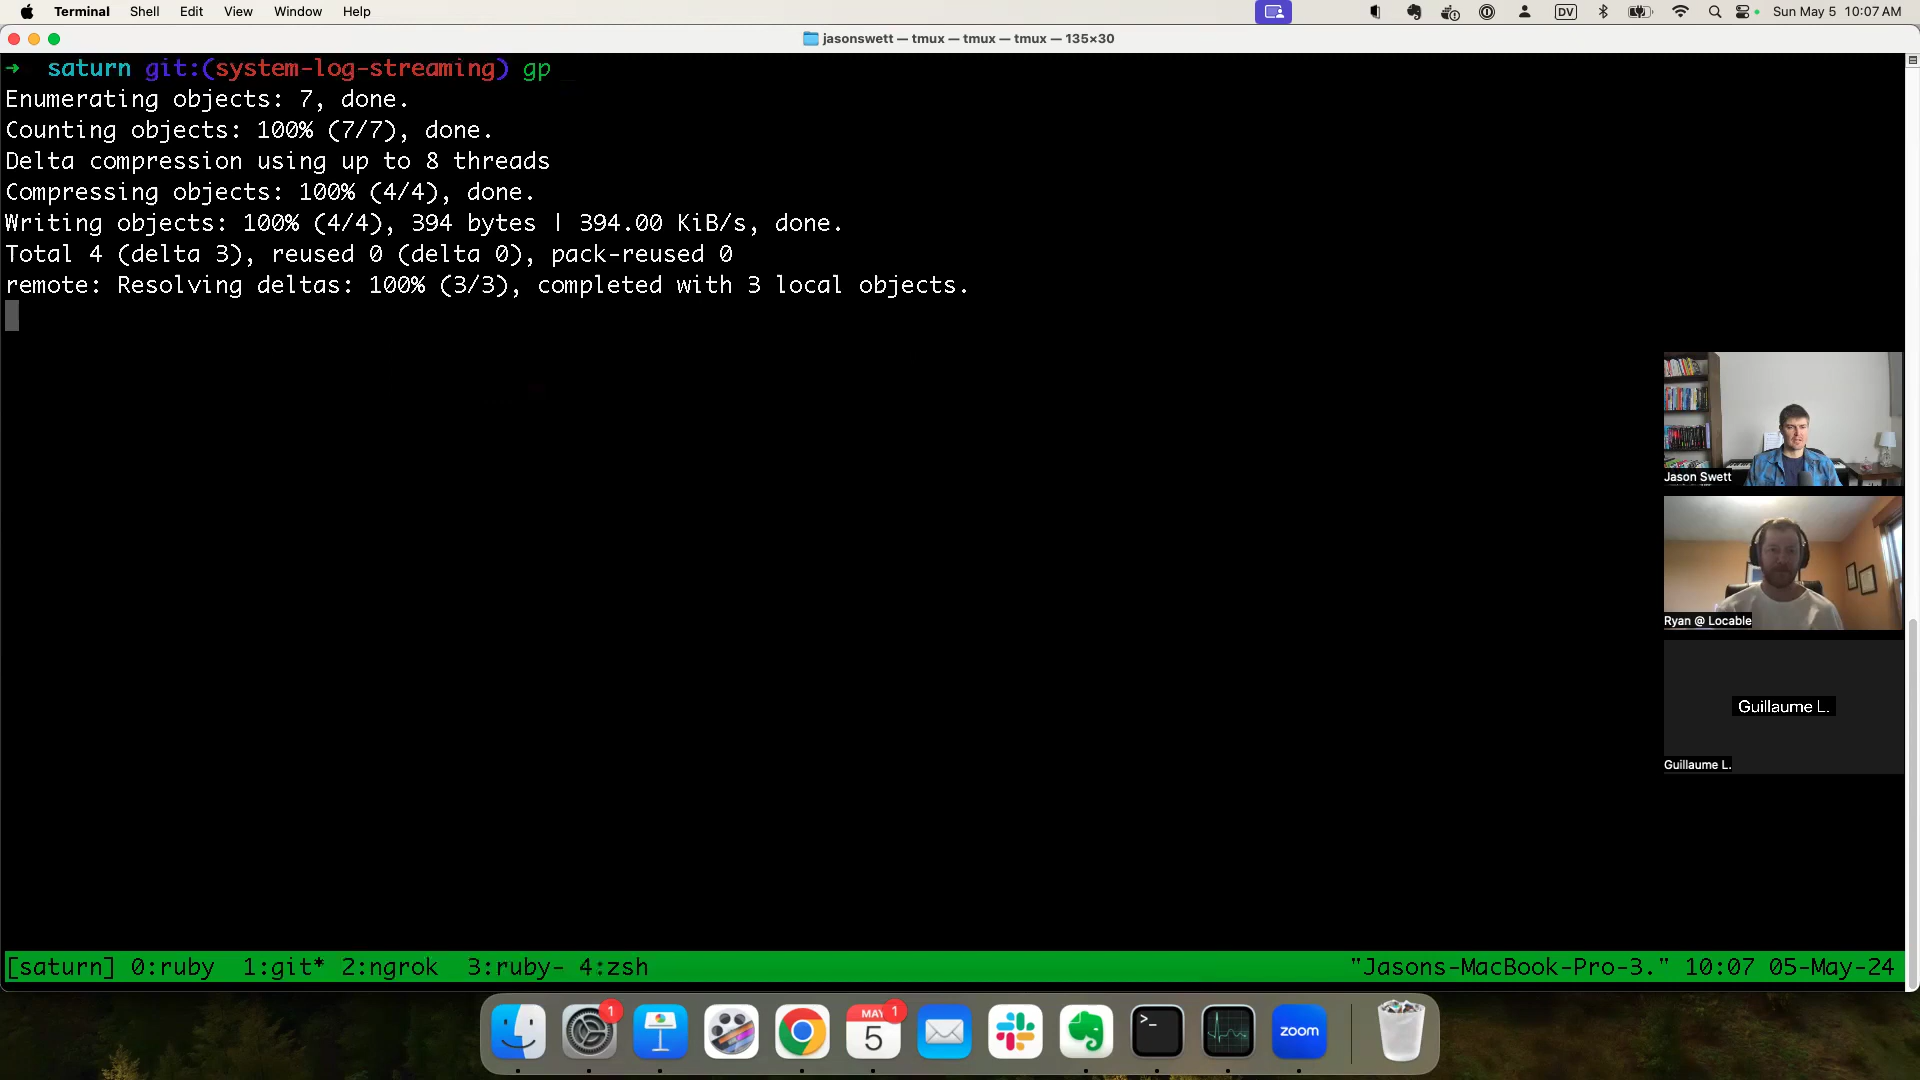 Terminal Shell Edit View Window Help
DV
Sun May 5 10:07 AM
jasonswett — tmux — tmux — tmux — 135×30
→ saturn git:(system-log-streaming) gp
Enumerating objects: 7, done.
Counting objects: 100% (7/7), done.
Delta compression using up to 8 threads
Compressing objects: 100% (4/4), done.
Writing objects: 100% (4/4), 394 bytes | 394.00 KiB/s, done.
Total 4 (delta 3), reused 0 (delta 0), pack-reused 0
remote: Resolving deltas: 100% (3/3), completed with 3 local objects.
Jason Swett
Ryan @ Locable
Guillaume L.
Guillaume L.
[saturn] 0:ruby 1:git* 2:ngrok 3:ruby- 4:zsh "Jasons-MacBook-Pro-3." 10:07 05-May-24
1
MAY 1
5
>_
zoom